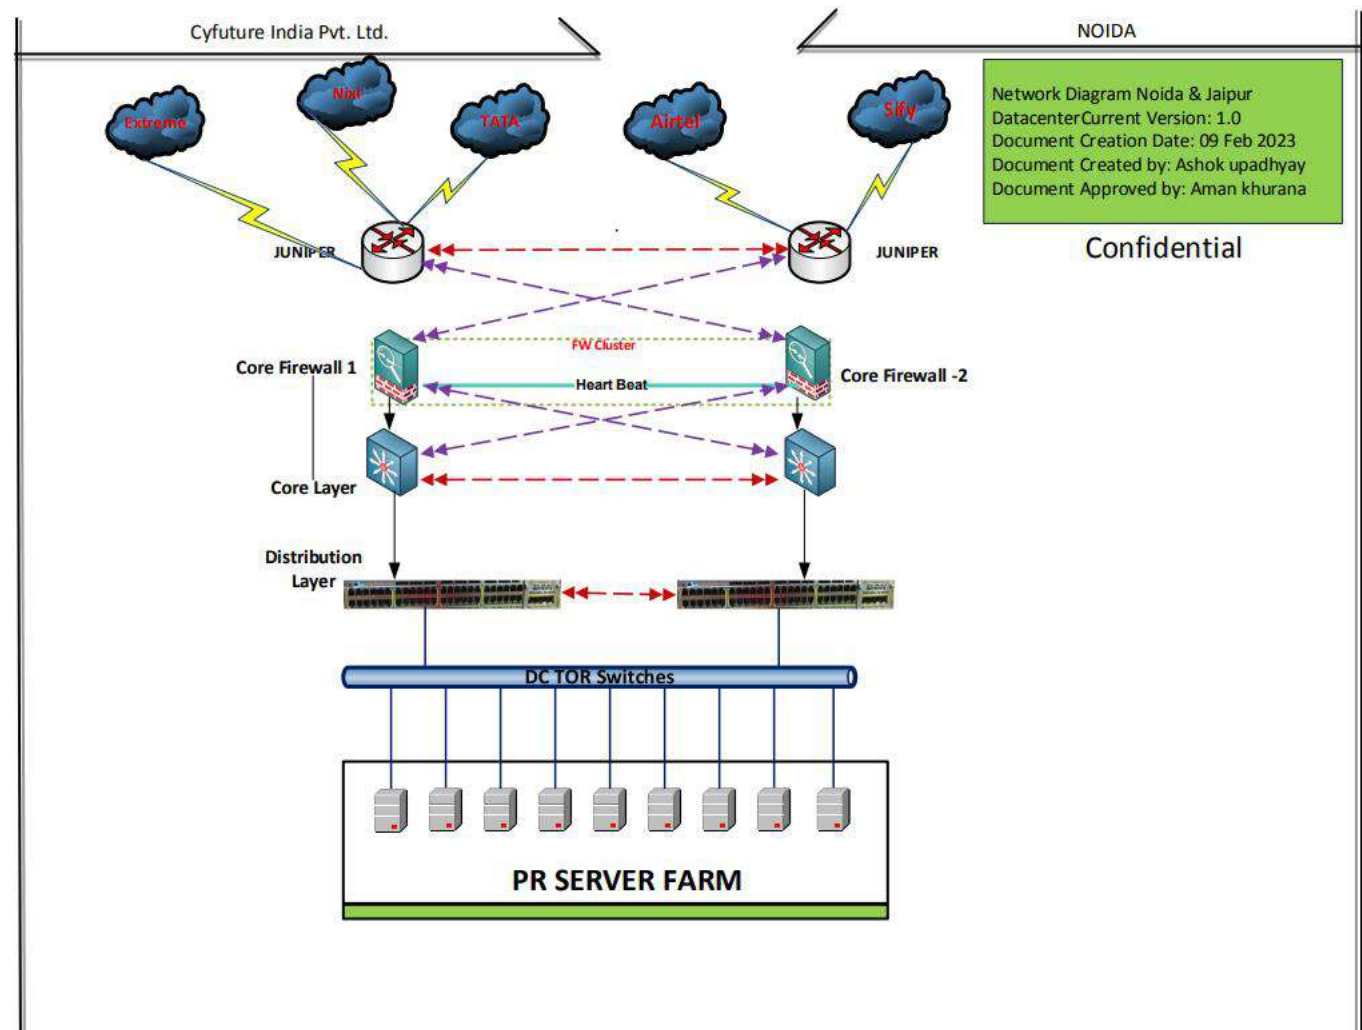 Cyfuture India Pvt. Ltd.
NOIDA
Extreme
Nixi
TATA
Airtel
Sify
Network Diagram Noida & Jaipur
DatacenterCurrent Version: 1.0
Document Creation Date: 09 Feb 2023
Document Created by: Ashok upadhyay
Document Approved by: Aman khurana
Confidential
JUNIPER
JUNIPER
FW Cluster
Core Firewall 1
Heart Beat
Core Firewall -2
Core Layer
Distribution
Layer
DC TOR Switches
PR SERVER FARM